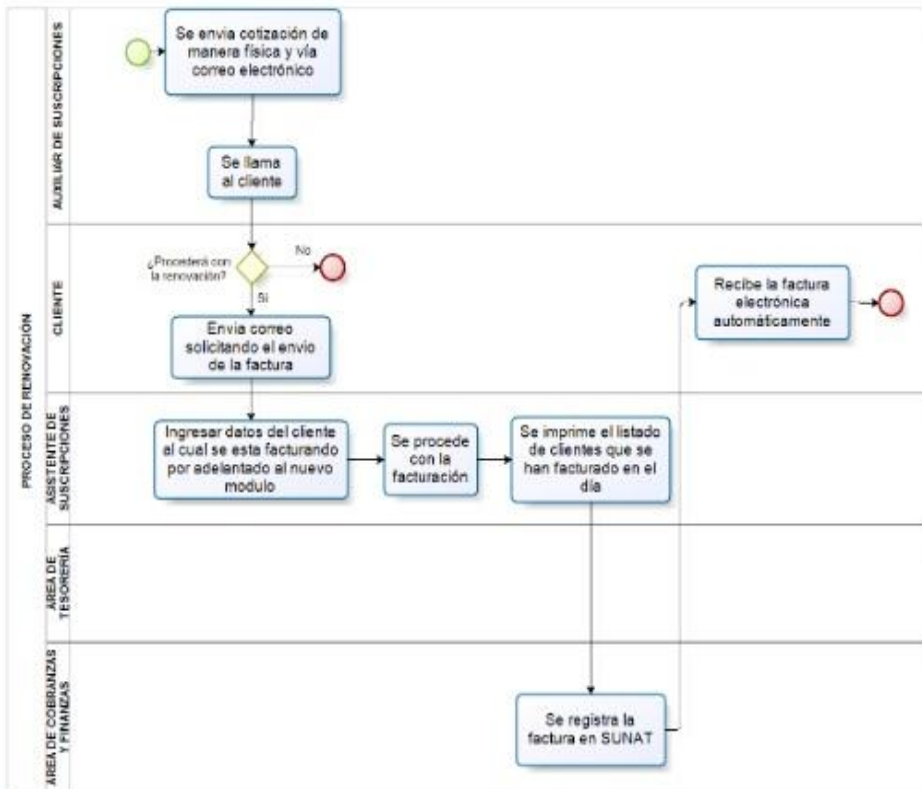 PROCESO DE RENOVACIÓN
AUXILIAR DE SUSCRIPCIONES
Se envia cotización de
manera física y vía
correo electrónico
Se llama
al cliente
CLIENTE
¿Procederá con
la renovación?
No
Si
Envia correo
solicitando el envio
de la factura
Recibe la factura
electrónica
automáticamente
ASISTENTE DE
SUSCRIPCIONES
Ingresar datos del cliente
al cual se esta facturando
por adelantado al nuevo
modulo
Se procede
con la
facturación
Se imprime el listado
de clientes que se
han facturado en el
día
ÁREA DE
TESORERÍA
ÁREA DE COBRANZAS
Y FINANZAS
Se registra la
factura en SUNAT